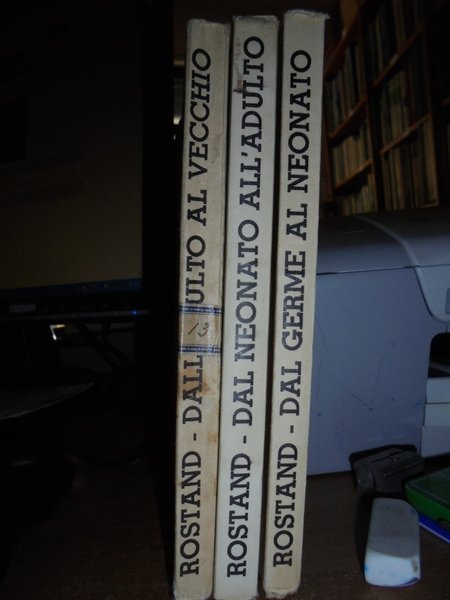 ROSTAND - DALL ULTO AL VECCHIO
13
ROSTAND - DAL NEONATO ALL'ADULTO
ROSTAND - DAL GERME AL NEONATO